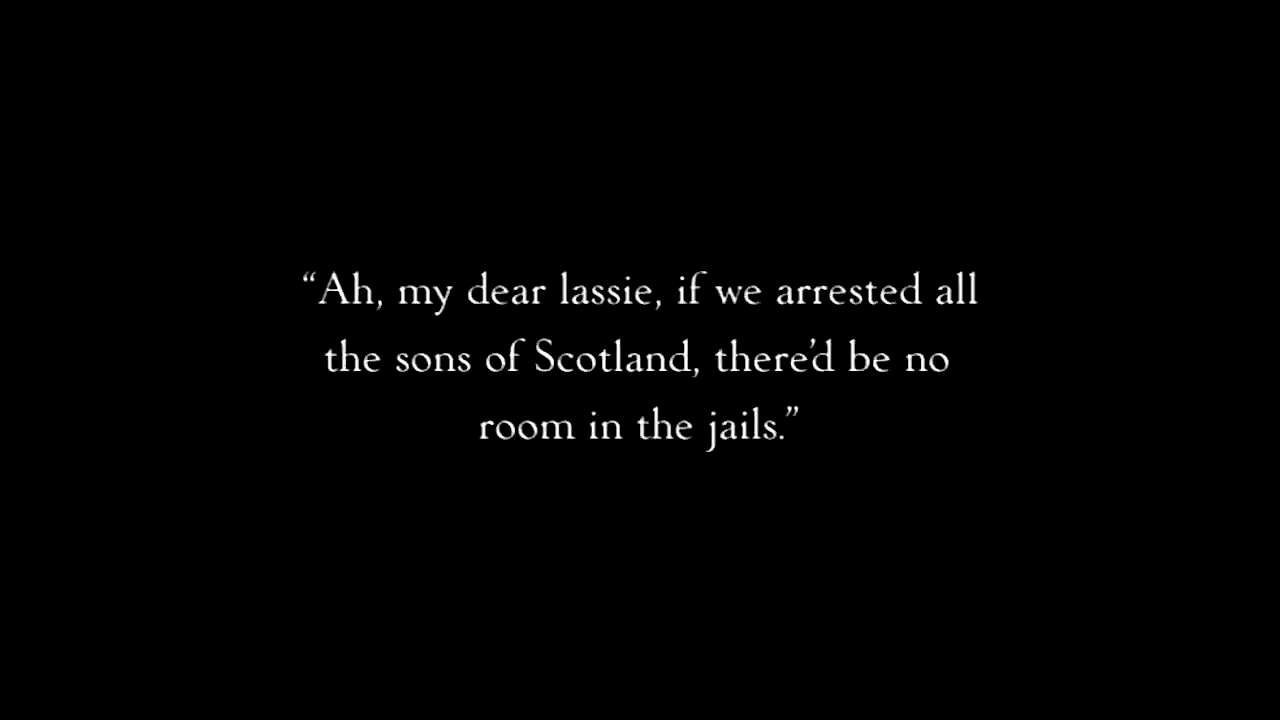 “Ah, my dear lassie, if we arrested all
the sons of Scotland, there’d be no
room in the jails.”